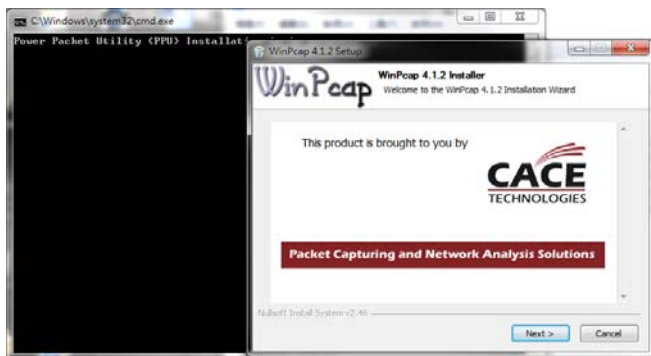 C:\Windows\system32\cmd.exe
Power Packet Utility (PPU) Installat
WinPcap 4.1.2 Setup
WinPcap
WinPcap 4.1.2 Installer
Welcome to the WinPcap 4.1.2 Installation Wizard
This product is brought to you by
CACE
TECHNOLOGIES
Packet Capturing and Network Analysis Solutions
Nullsoft Install System v2.46
Next >
Cancel